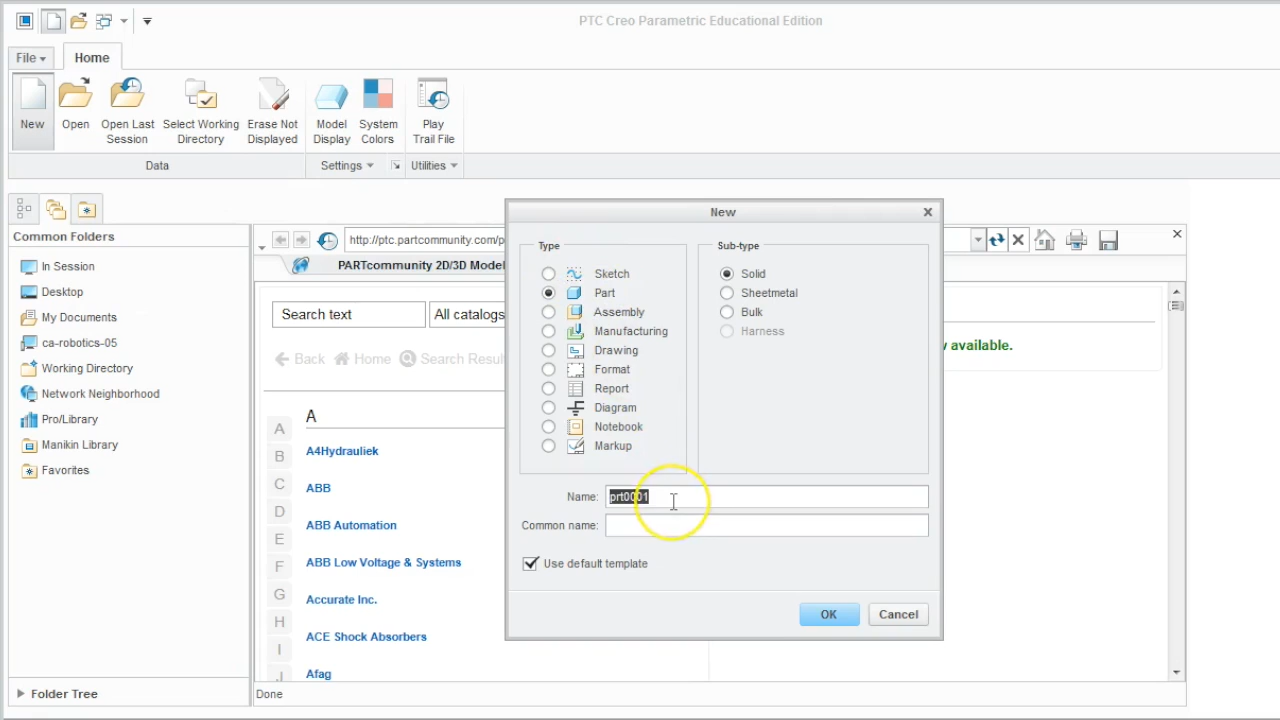 PTC Creo Parametric Educational Edition
File
Home
New
Open
Open Last Session
Select Working Directory
Erase Not Displayed
Model Display
System Colors
Play Trail File
Data
Settings
Utilities
Common Folders
In Session
Desktop
My Documents
ca-robotics-05
Working Directory
Network Neighborhood
Pro/Library
Manikin Library
Favorites
Folder Tree
http://ptc.partcommunity.com/p
PARTcommunity 2D/3D Model
Search text
All catalogs
Back
Home
Search Resul
available.
A
B
C
D
E
F
G
H
I
J
A
A4Hydrauliek
ABB
ABB Automation
ABB Low Voltage & Systems
Accurate Inc.
ACE Shock Absorbers
Afag
Done
New
Type
Sketch
Part
Assembly
Manufacturing
Drawing
Format
Report
Diagram
Notebook
Markup
Sub-type
Solid
Sheetmetal
Bulk
Harness
Name: prt0001
Common name:
Use default template
OK
Cancel